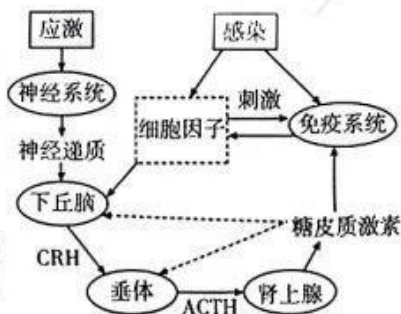 应激
感染
神经系统
刺激
细胞因子
免疫系统
神经递质
下丘脑
糖皮质激素
CRH
垂体
ACTH
肾上腺